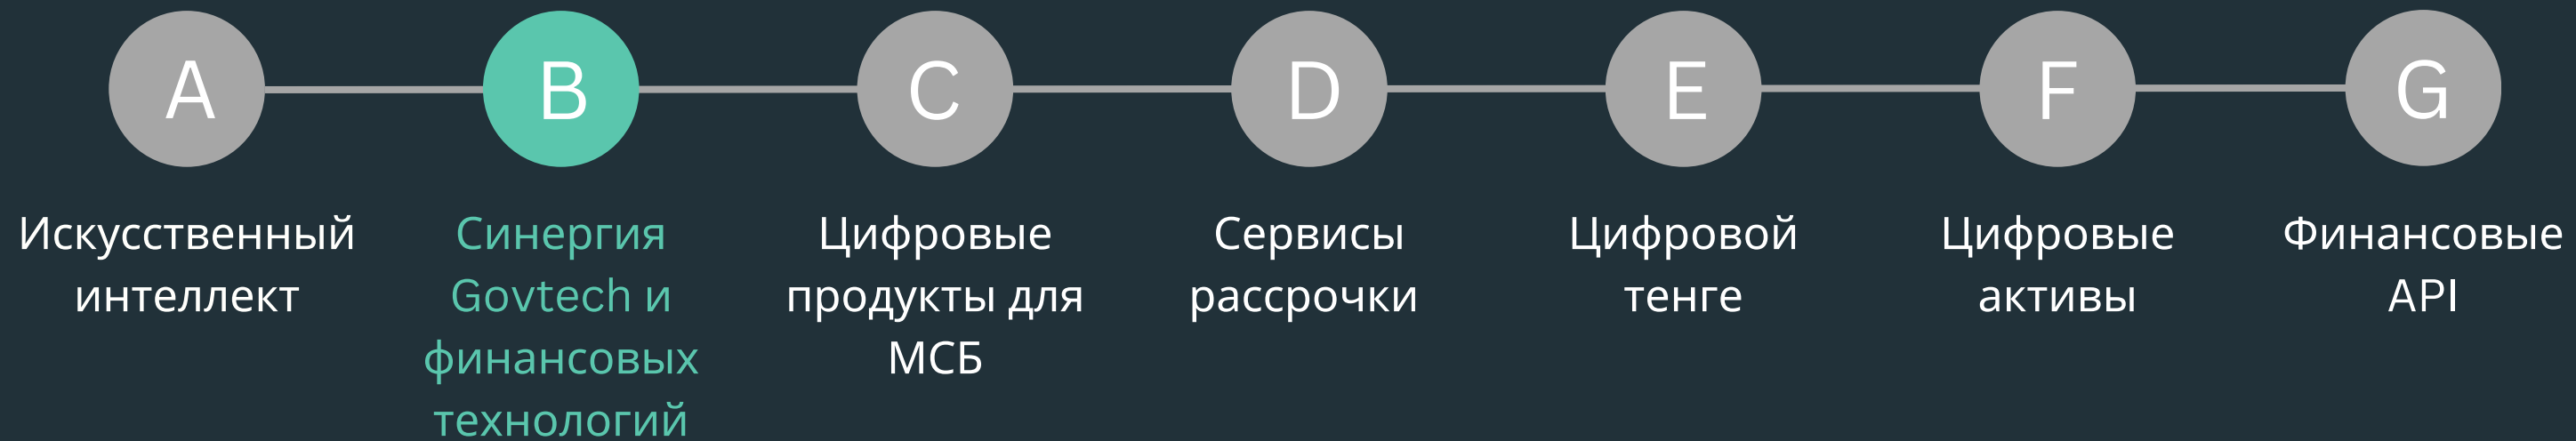 A
B
C
D
E
F
G
Искусственный
интеллект
Синергия
Govtech и
финансовых
технологий
Цифровые
продукты для
МСБ
Сервисы
рассрочки
Цифровой
тенге
Цифровые
активы
Финансовые
API